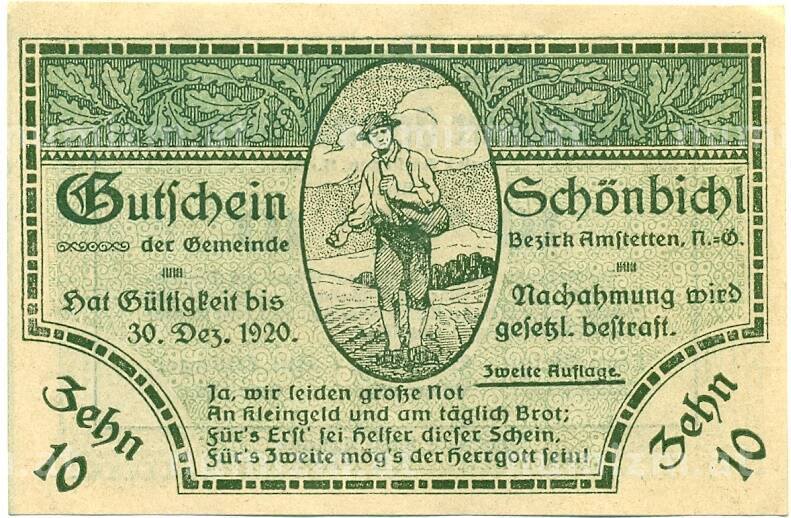 Gutschein
der Gemeinde
Hat Gültigkeit bis
30. Dez. 1920.
Schönbichl
Bezirk Amstetten, N.=Ö.
Nachahmung wird
gesetzl. bestraft.
Zweite Auflage.
Ja, wir leiden große Not
An Kleingeld und am täglich Brot;
Für's Erst' sei Helfer dieser Schein,
Für's Zweite mög's der Herrgott sein!
Zehn
10
Zehn
10